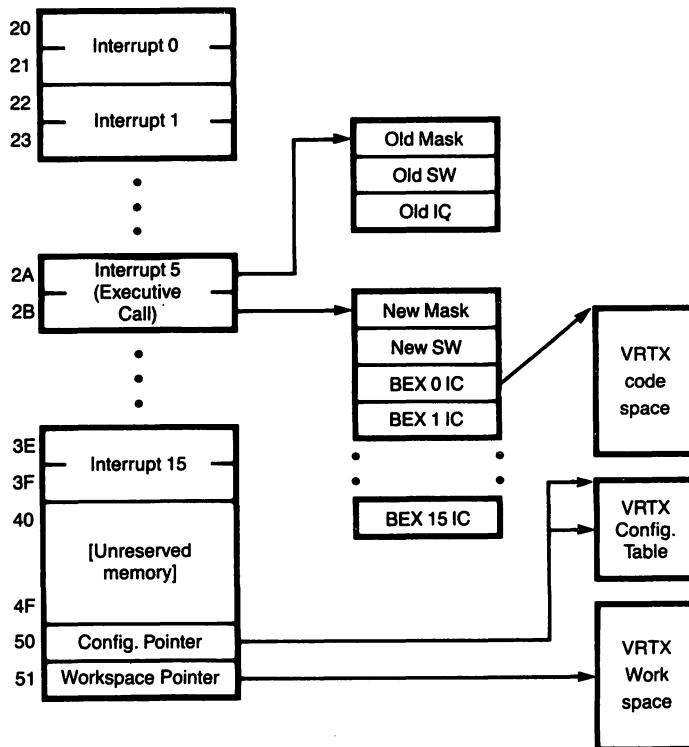 20
Interrupt 0
21
22
Interrupt 1
23
2A
Interrupt 5
(Executive
2B
Call)
3E
Interrupt 15
3F
40
[Unreserved
memory]
4F
50
Config. Pointer
51
Workspace Pointer
Old Mask
Old SW
Old IC
New Mask
New SW
BEX 0 IC
BEX 1 IC
BEX 15 IC
VRTX
code
space
VRTX
Config.
Table
VRTX
Work
space